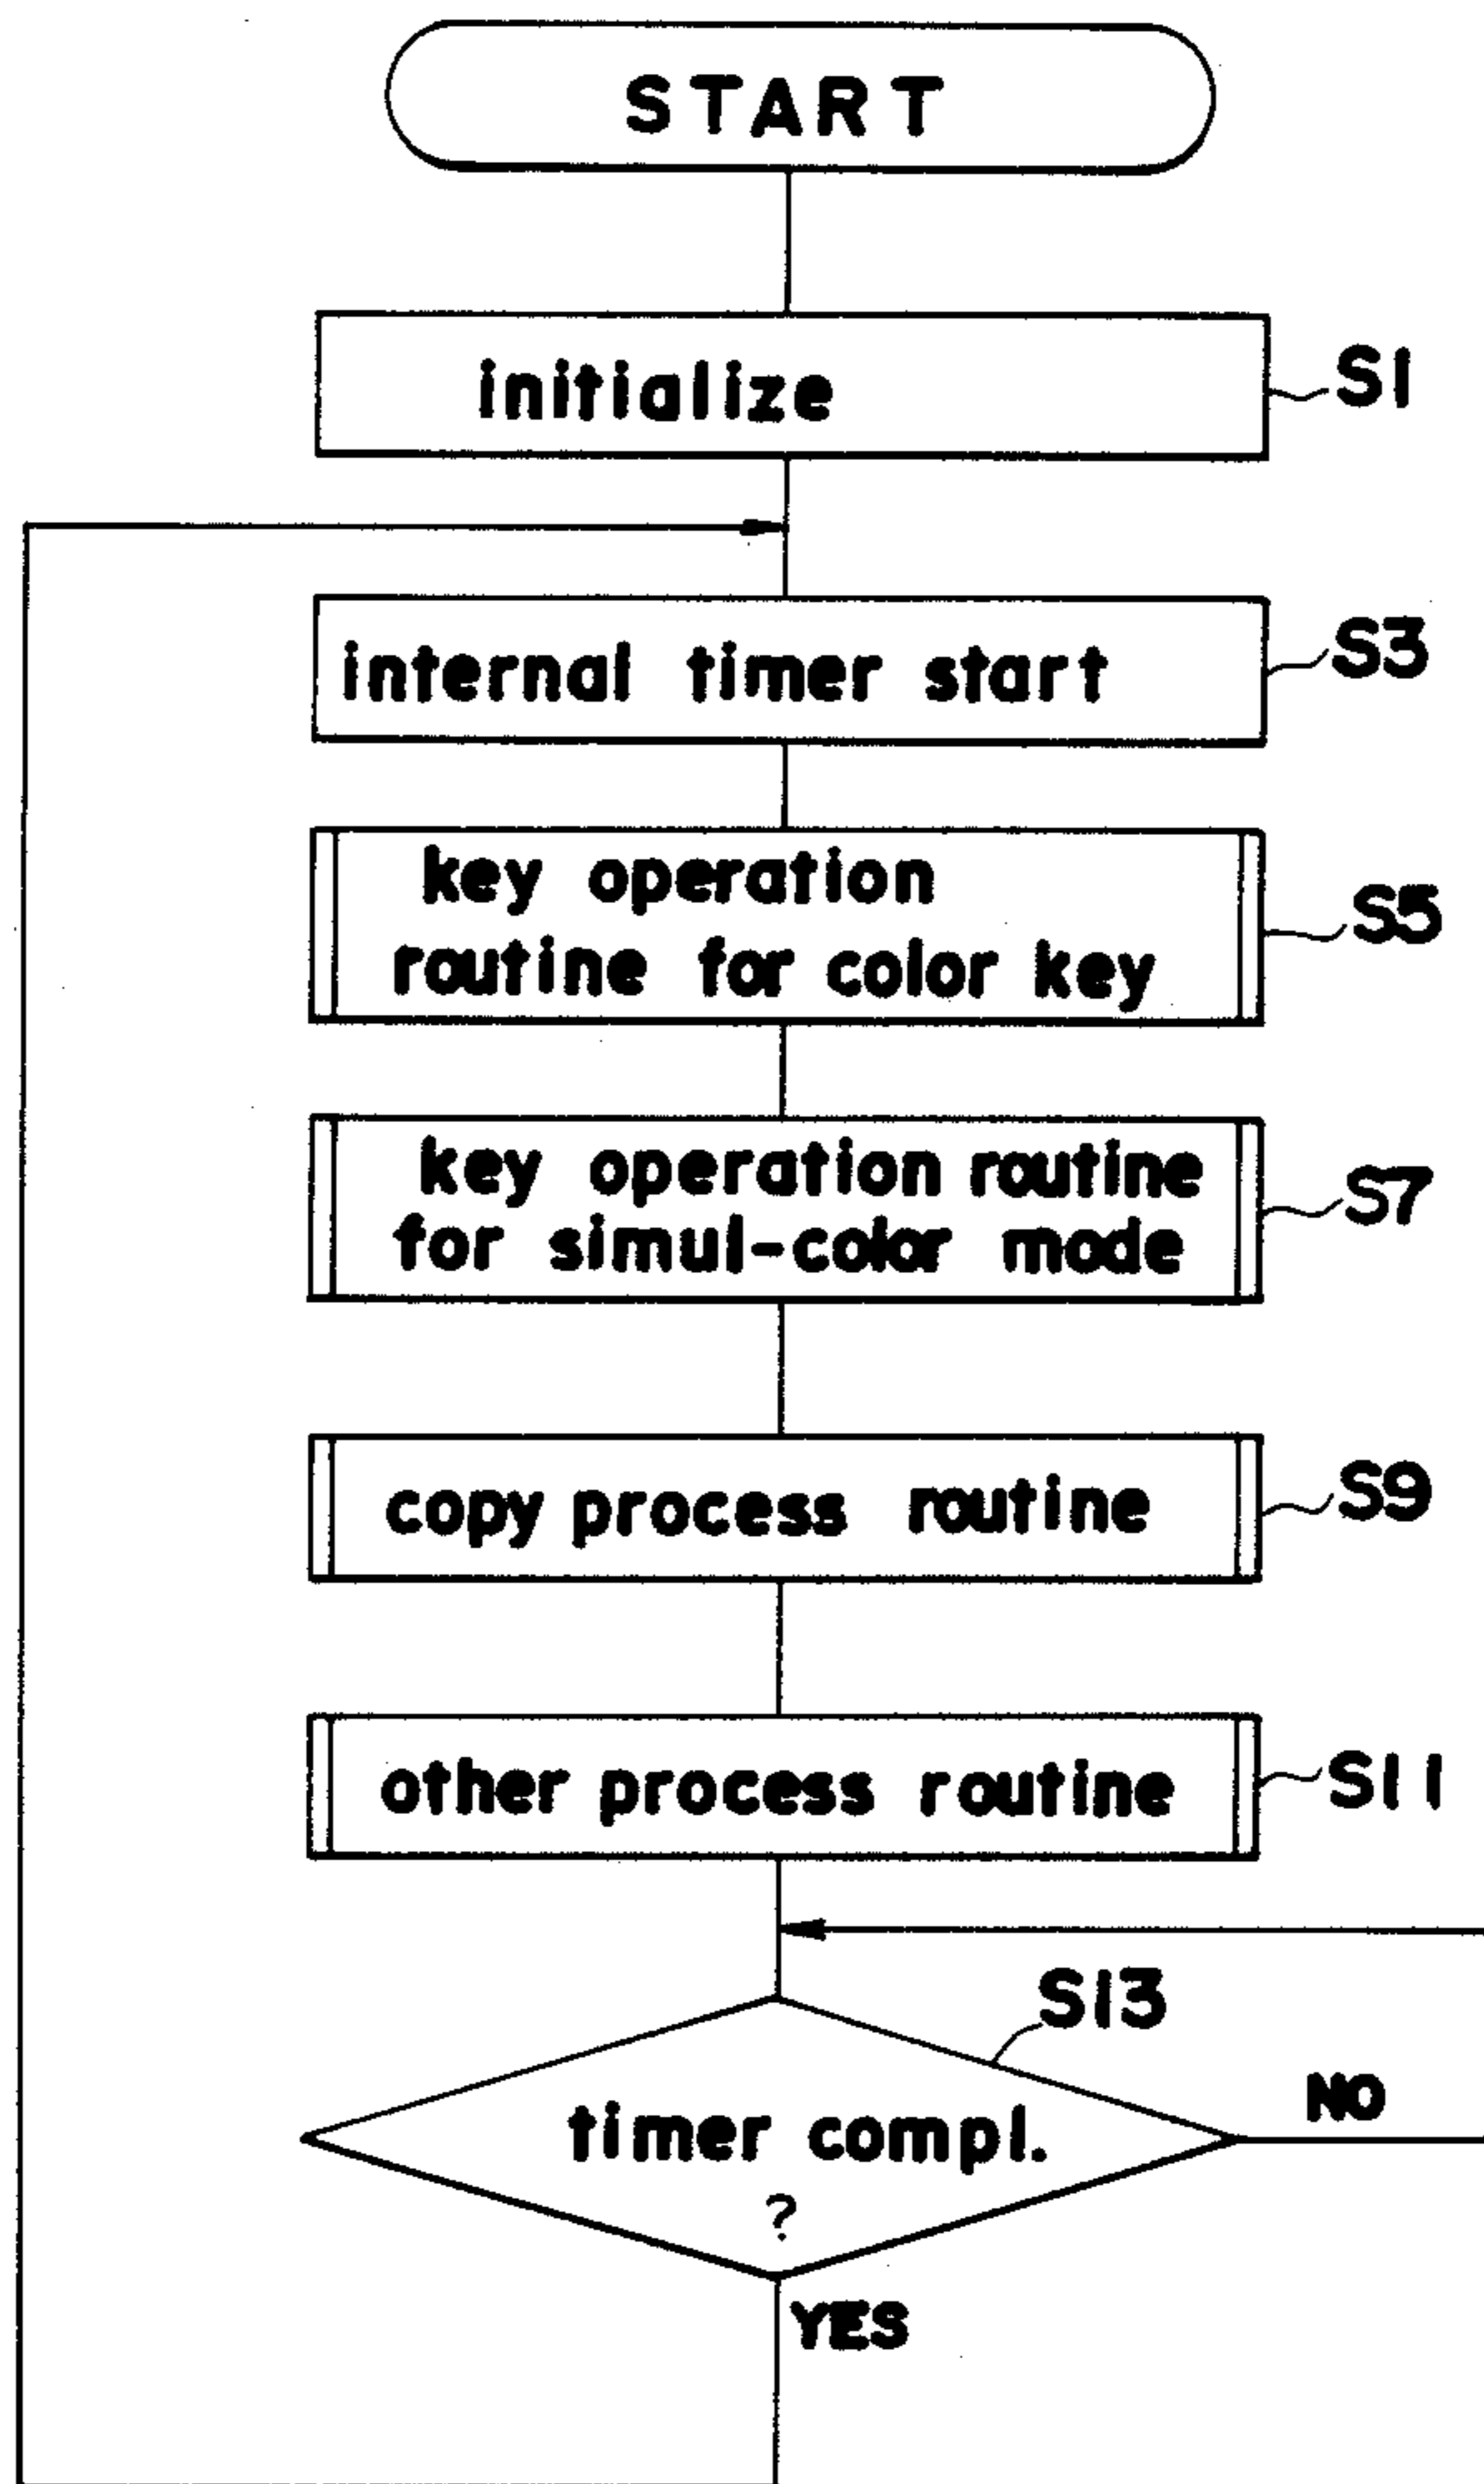 START
initialize
S1
internal timer start
S3
key operation
routine for color key
S5
key operation routine
for simul-color mode
S7
copy process routine
S9
other process routine
S11
S13
timer compl.
?
NO
YES